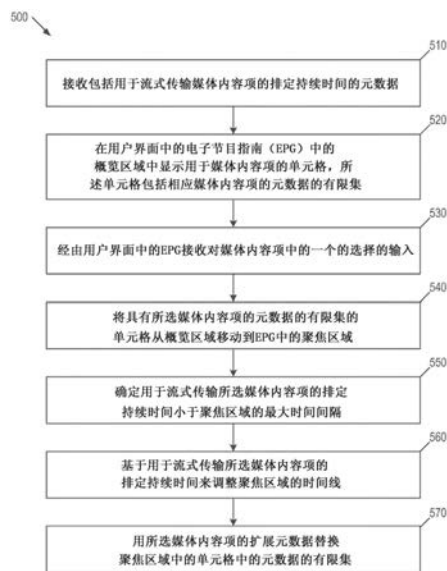 500
510
接收包括用于流式传输媒体内容项的排定持续时间的元数据
520
在用户界面中的电子节目指南（EPG）中的
概览区域中显示用于媒体内容项的单元格，所
述单元格包括相应媒体内容项的元数据的有限集
530
经由用户界面中的EPG接收对媒体内容项中的一个的选择的输入
540
将具有所选媒体内容项的元数据的有限集的
单元格从概览区域移动到EPG中的聚焦区域
550
确定用于流式传输所选媒体内容项的排定
持续时间小于聚焦区域的最大时间间隔
560
基于用于流式传输所选媒体内容项的
排定持续时间来调整聚焦区域的时间线
570
用所选媒体内容项的扩展元数据替换
聚焦区域中的单元格中的元数据的有限集